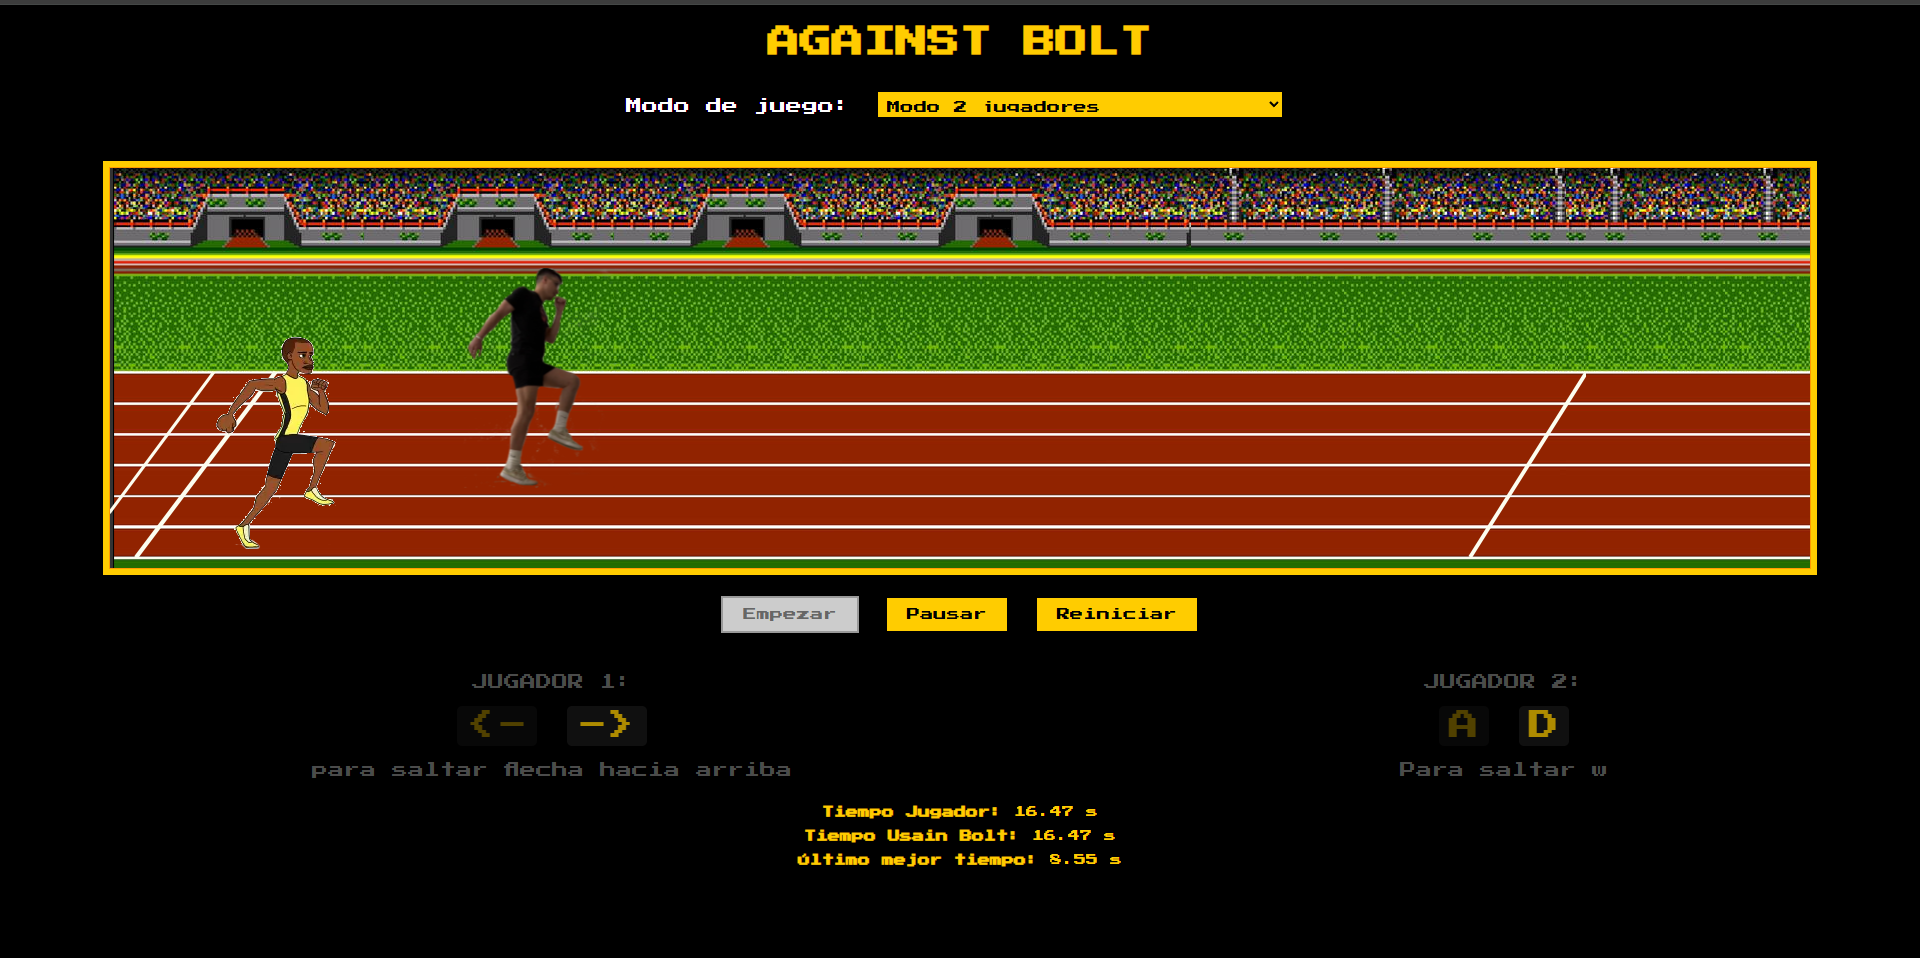 AGAINST BOLT
Modo de juego: Modo 2 jugadores
Empezar Pausar Reiniciar
JUGADOR 1: JUGADOR 2:
<- -> A D
para saltar flecha hacia arriba Para saltar w
Tiempo Jugador: 16.47 s
Tiempo Usain Bolt: 16.47 s
Último mejor tiempo: 8.55 s